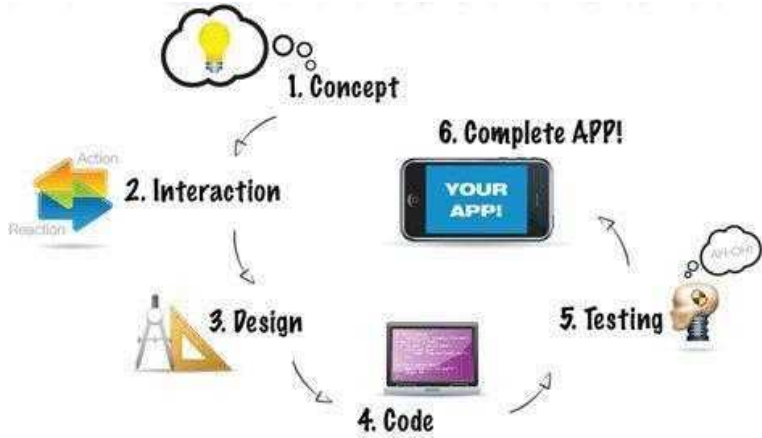 1. Concept
Action
2. Interaction
Reaction
3. Design
4. Code
5. Testing
6. Complete APP!
YOUR
APP!